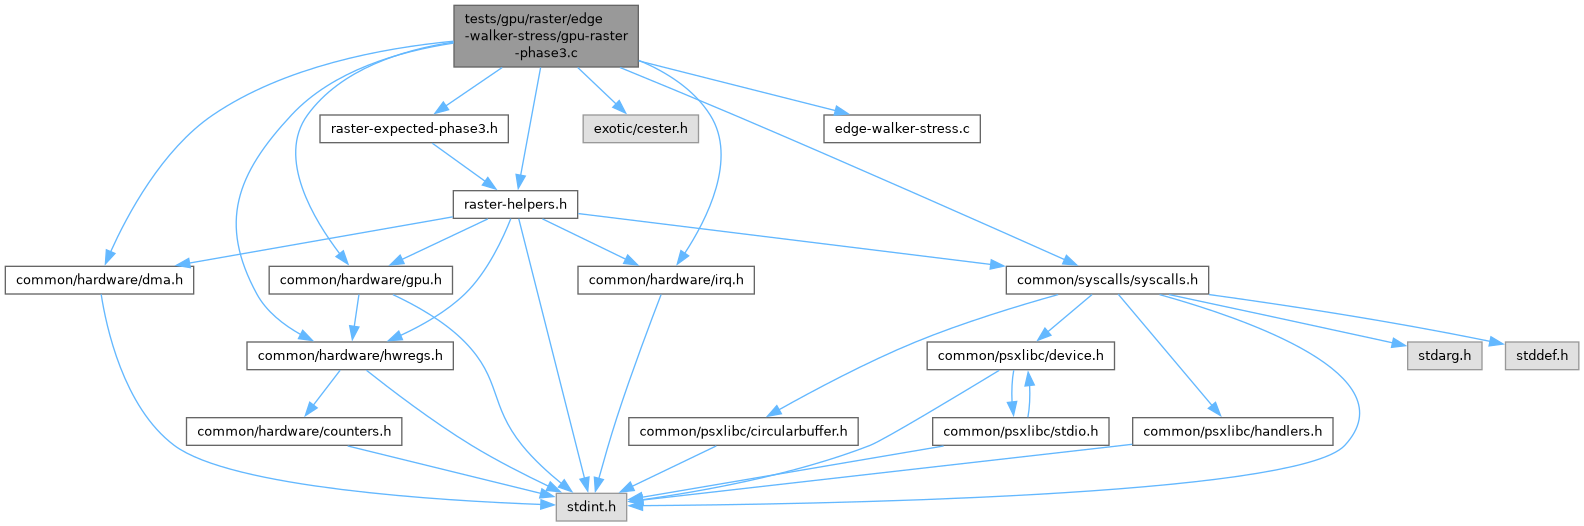 tests/gpu/raster/edge
-walker-stress/gpu-raster
-phase3.c
raster-expected-phase3.h
exotic/cester.h
edge-walker-stress.c
raster-helpers.h
common/hardware/dma.h
common/hardware/gpu.h
common/hardware/irq.h
common/syscalls/syscalls.h
common/hardware/hwregs.h
common/psxlibc/device.h
stdarg.h
stddef.h
common/hardware/counters.h
common/psxlibc/circularbuffer.h
common/psxlibc/stdio.h
common/psxlibc/handlers.h
stdint.h